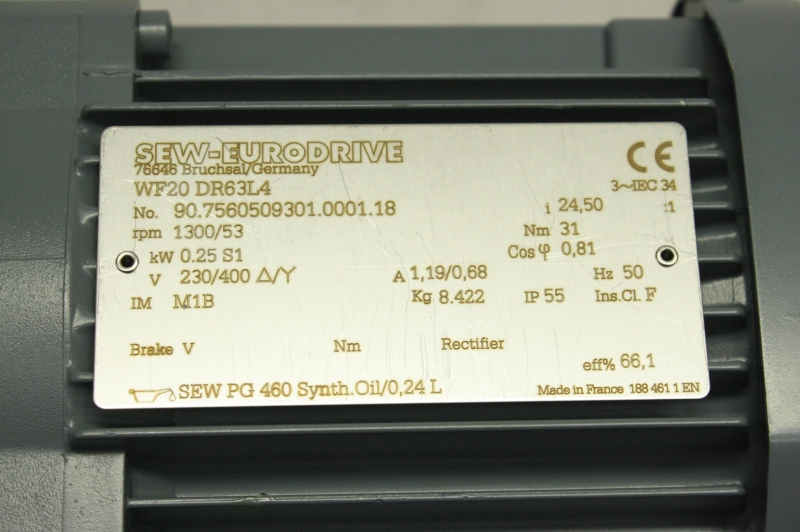 SEW-EURODRIVE
76646 Bruchsal/Germany
WF20 DR63L4 3~IEC 34
No. 90.7560509301.0001.18 i 24,50 :1
rpm 1300/53 Nm 31
kW 0.25 S1 Cos φ 0,81
V 230/400 Δ/Y A 1,19/0,68 Hz 50
IM M1B Kg 8.422 IP 55 Ins.Cl. F
Brake V Nm Rectifier
eff% 66,1
SEW PG 460 Synth.Oil/0,24 L Made in France 188 461 1 EN
CE